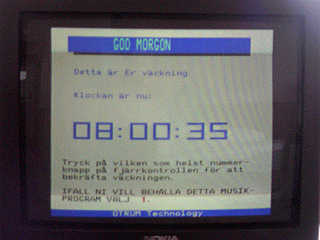 GOD MORGON
Detta är Er väckning
Klockan är nu:
08:00:35
Tryck på vilken som helst nummer-
knapp på fjärrkontrollen för att
bekräfta väckningen.
IFALL NI VILL BEHÅLLA DETTA MUSIK-
PROGRAM VÄLJ 1.
OTRUM Technology
NOKIA